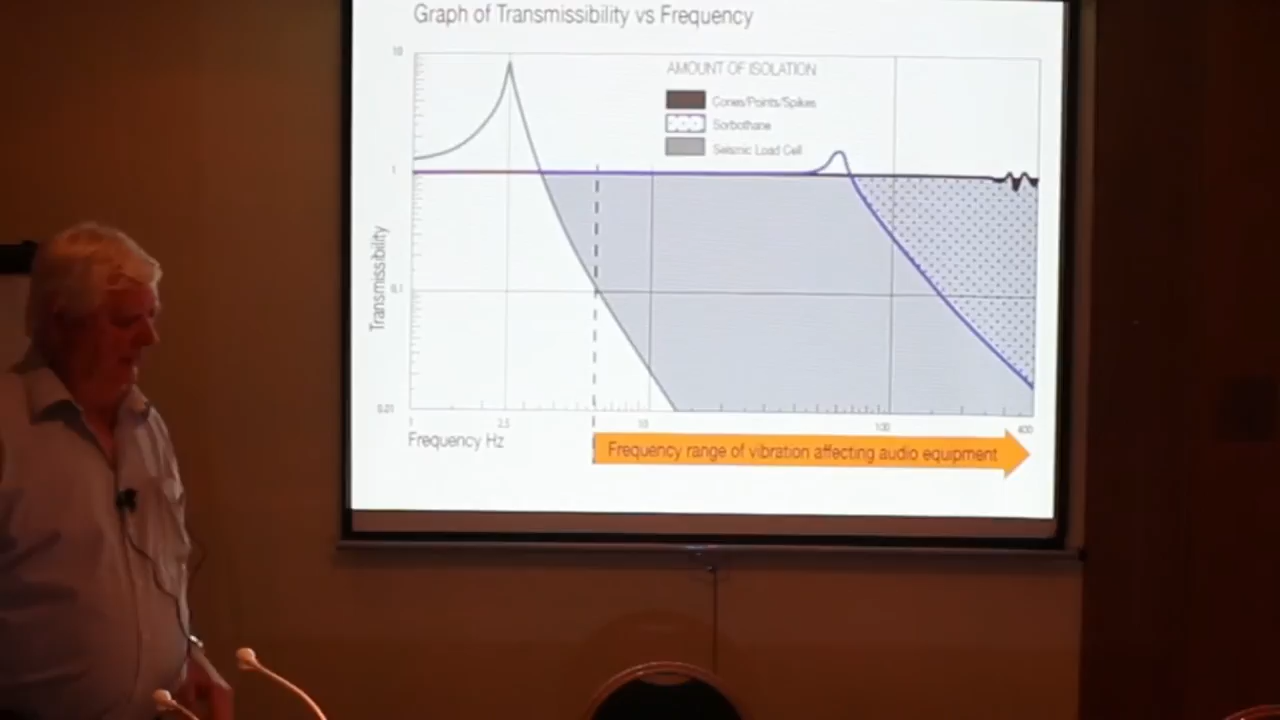 Graph of Transmissibility vs Frequency
10
AMOUNT OF ISOLATION
Cones/Points/Spikes
Sorbothane
Seismic Load Cell
1
Transmissibility
0.1
0.01
1
2.5
10
100
400
Frequency Hz
Frequency range of vibration affecting audio equipment